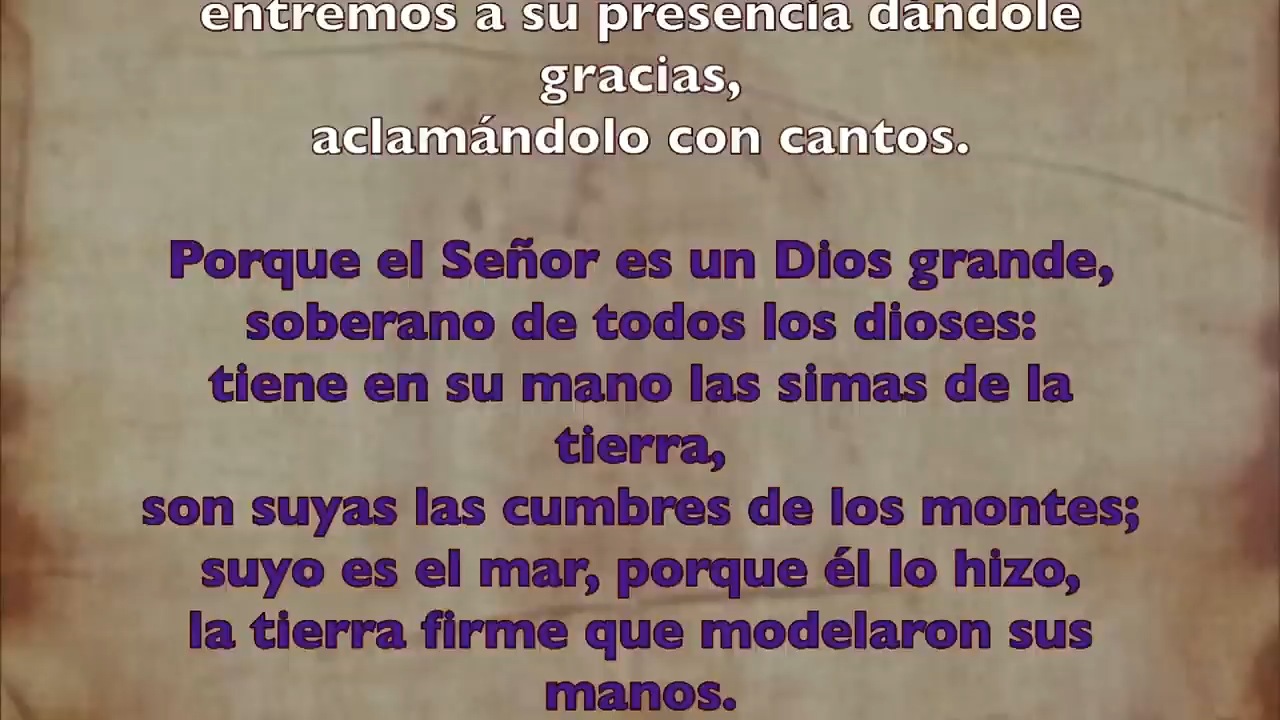 entremos a su presencia dándole
gracias,
aclamándolo con cantos.
Porque el Señor es un Dios grande,
soberano de todos los dioses:
tiene en su mano las simas de la
tierra,
son suyas las cumbres de los montes;
suyo es el mar, porque él lo hizo,
la tierra firme que modelaron sus
manos.